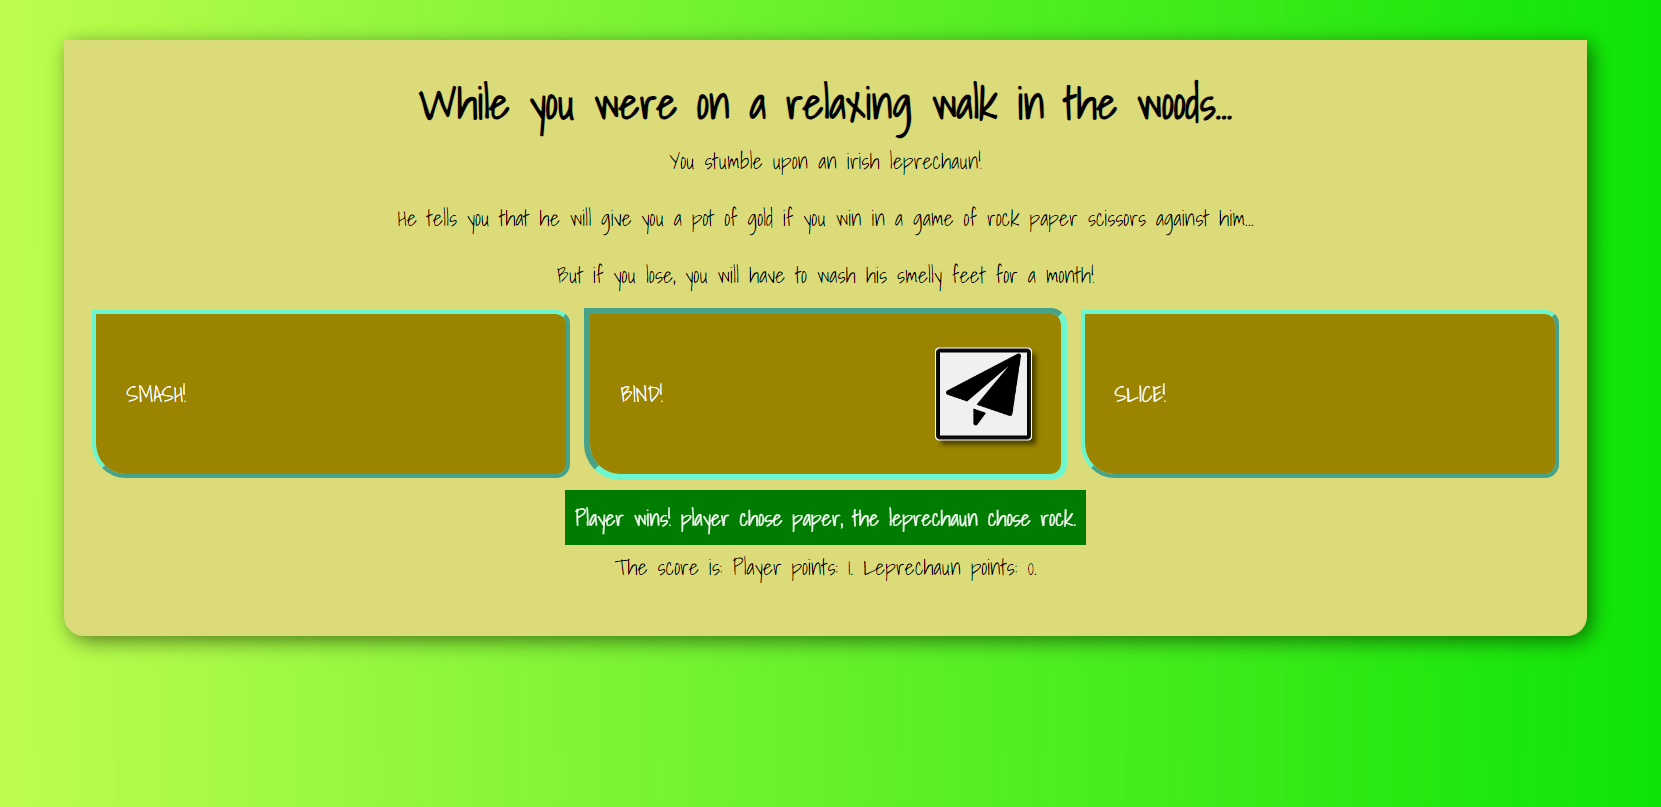 While you were on a relaxing walk in the woods...
You stumble upon an irish leprechaun!
He tells you that he will give you a pot of gold if you win in a game of rock paper scissors against him...
But if you lose, you will have to wash his smelly feet for a month!
SMASH!
BIND!
SLICE!
Player wins! player chose paper, the leprechaun chose rock.
The score is: Player points: 1. Leprechaun points: 0.